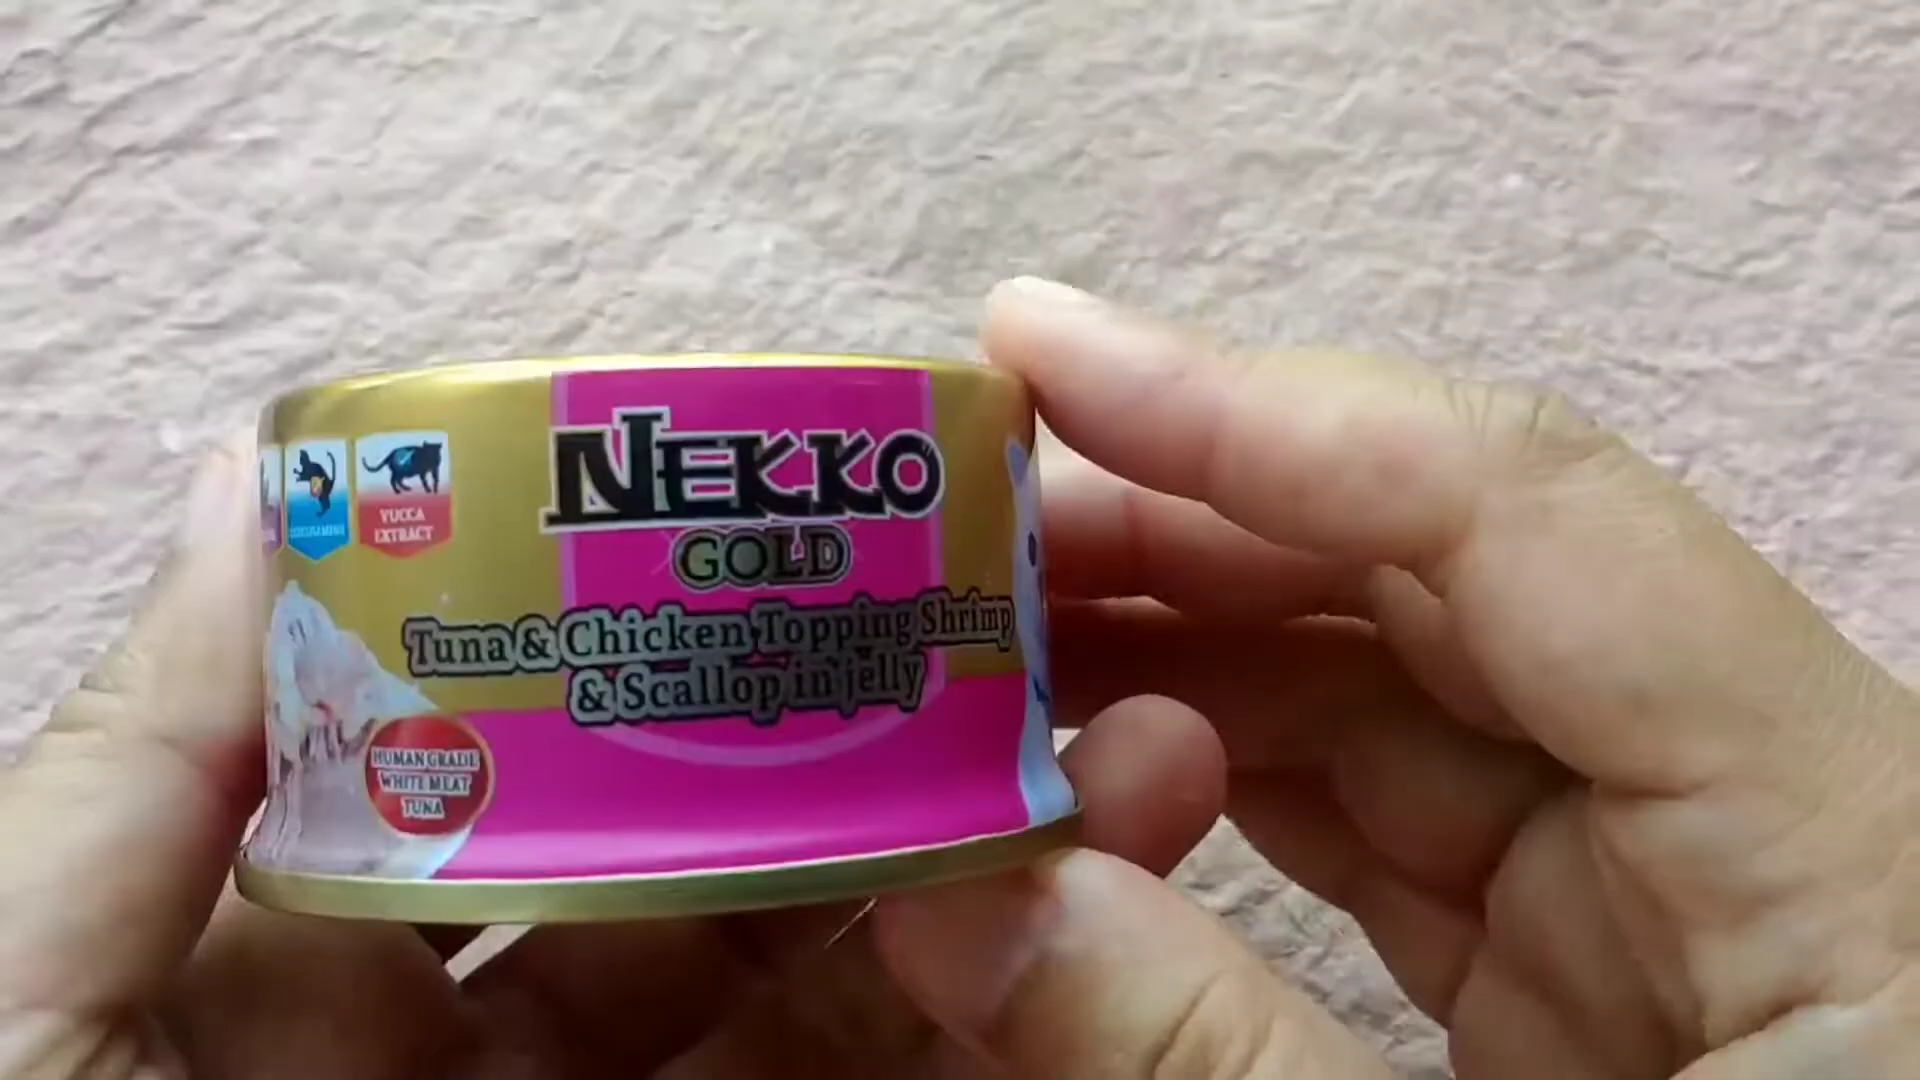 NEKKO
GOLD
Tuna & Chicken Topping Shrimp
& Scallop in jelly
YUCCA
EXTRACT
HUMAN GRADE
WHITE MEAT
TUNA